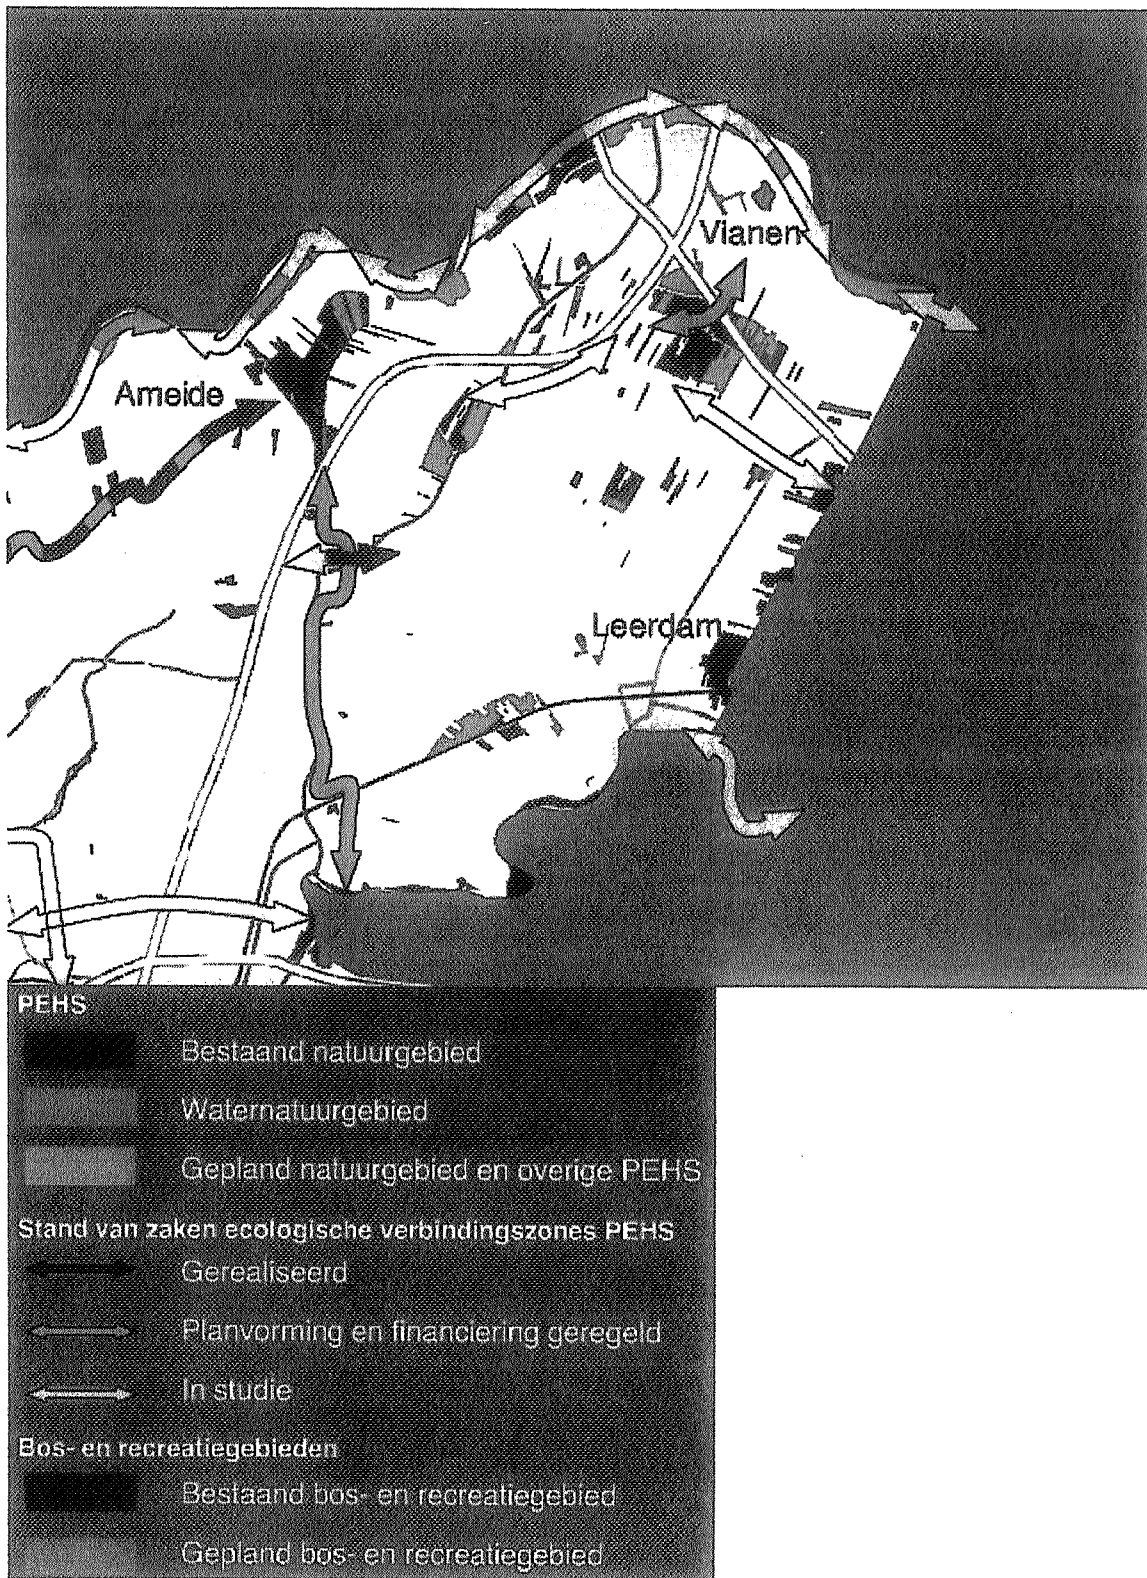 Vianen
Ameide
Leerdam
PEHS
Bestaand natuurgebied
Waternatuurgebied
Gepland natuurgebied en overige PEHS
Stand van zaken ecologische verbindingszones PEHS
Gerealiseerd
Planvorming en financiering geregeld
In studie
Bos- en recreatiegebieden
Bestaand bos- en recreatiegebied
Gepland bos- en recreatiegebied